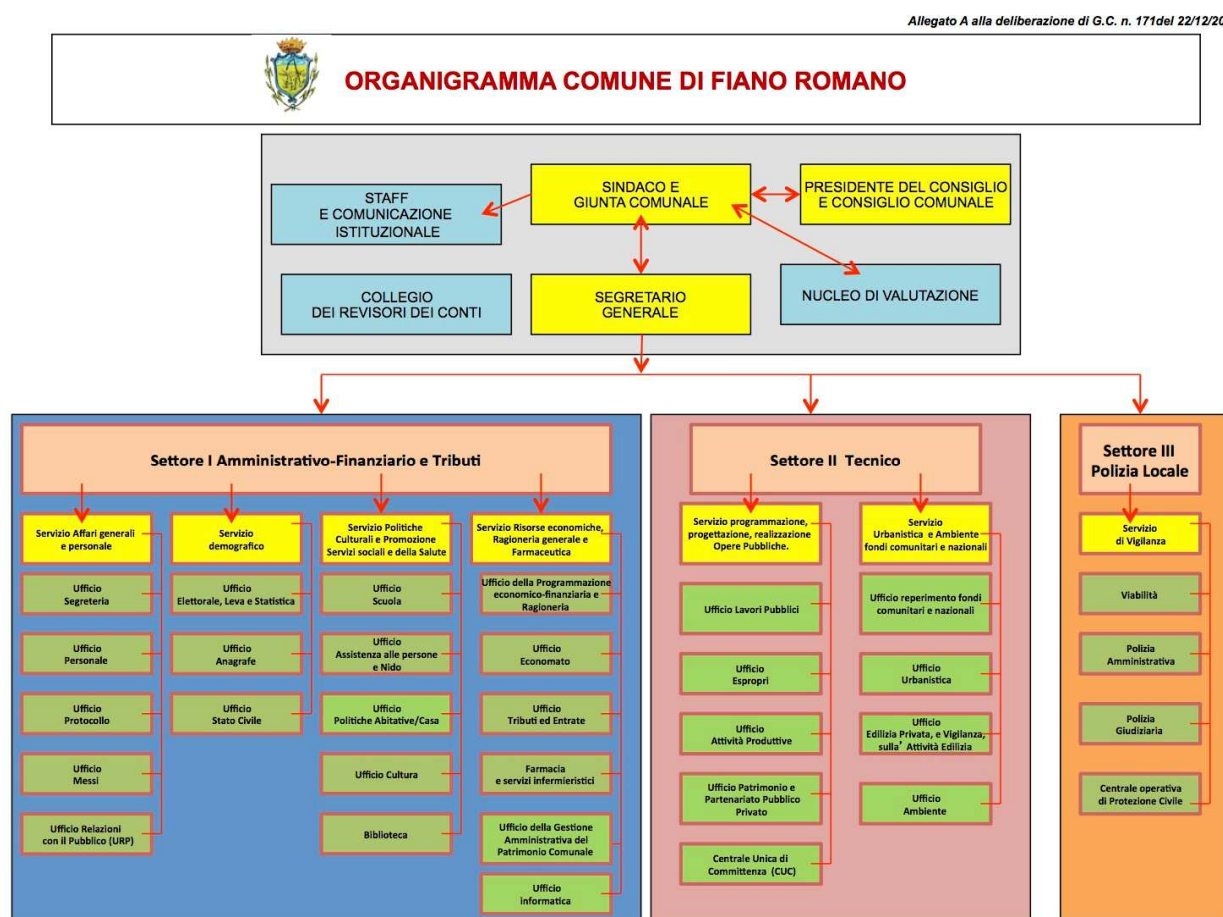 Allegato A alla deliberazione di G.C. n. 171del 22/12/20
ORGANIGRAMMA COMUNE DI FIANO ROMANO
STAFF
E COMUNICAZIONE
ISTITUZIONALE
SINDACO E
GIUNTA COMUNALE
PRESIDENTE DEL CONSIGLIO
E CONSIGLIO COMUNALE
COLLEGIO
DEI REVISORI DEI CONTI
SEGRETARIO
GENERALE
NUCLEO DI VALUTAZIONE
Settore I Amministrativo-Finanziario e Tributi
Servizio Affari generali
e personale
Ufficio
Segreteria
Ufficio
Personale
Ufficio
Protocollo
Ufficio
Messi
Ufficio Relazioni
con il Pubblico (URP)
Servizio
demografico
Ufficio
Elettorale, Leva e Statistica
Ufficio
Anagrafe
Ufficio
Stato Civile
Servizio Politiche
Culturali e Promozione
Servizi sociali e della Salute
Ufficio
Scuola
Ufficio
Assistenza alle persone
e Nido
Ufficio
Politiche Abitative/Casa
Ufficio Cultura
Biblioteca
Servizio Risorse economiche,
Ragioneria generale e
Farmaceutica
Ufficio della Programmazione
economico-finanziaria e
Ragioneria
Ufficio
Economato
Ufficio
Tributi ed Entrate
Farmacia
e servizi infermieristici
Ufficio della Gestione
Amministrativa del
Patrimonio Comunale
Ufficio
informatica
Settore II Tecnico
Servizio programmazione,
progettazione, realizzazione
Opere Pubbliche.
Ufficio Lavori Pubblici
Ufficio
Espropri
Ufficio
Attività Produttive
Ufficio Patrimonio e
Partenariato Pubblico
Privato
Centrale Unica di
Committenza (CUC)
Servizio
Urbanistica e Ambiente
fondi comunitari e nazionali
Ufficio reperimento fondi
comunitari e nazionali
Ufficio
Urbanistica
Ufficio
Edilizia Privata, e Vigilanza,
sulla' Attività Edilizia
Ufficio
Ambiente
Settore III
Polizia Locale
Servizio
di Vigilanza
Viabilità
Polizia
Amministrativa
Polizia
Giudiziaria
Centrale operativa
di Protezione Civile